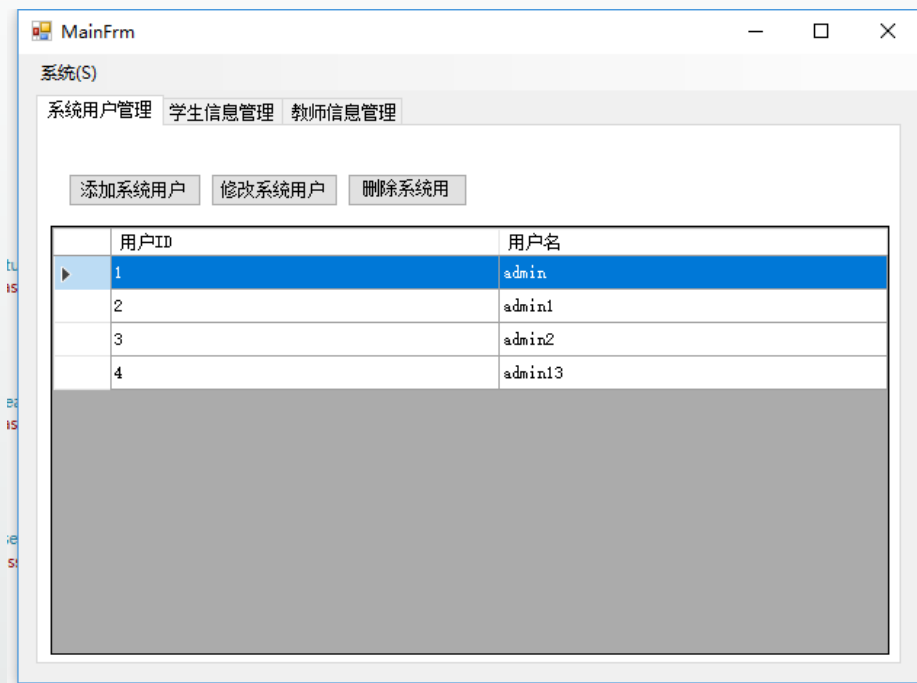 MainFrm
系统(S)
系统用户管理 学生信息管理 教师信息管理
添加系统用户 修改系统用户 删除系统用
用户ID 用户名
1 admin
2 admin1
3 admin2
4 admin13